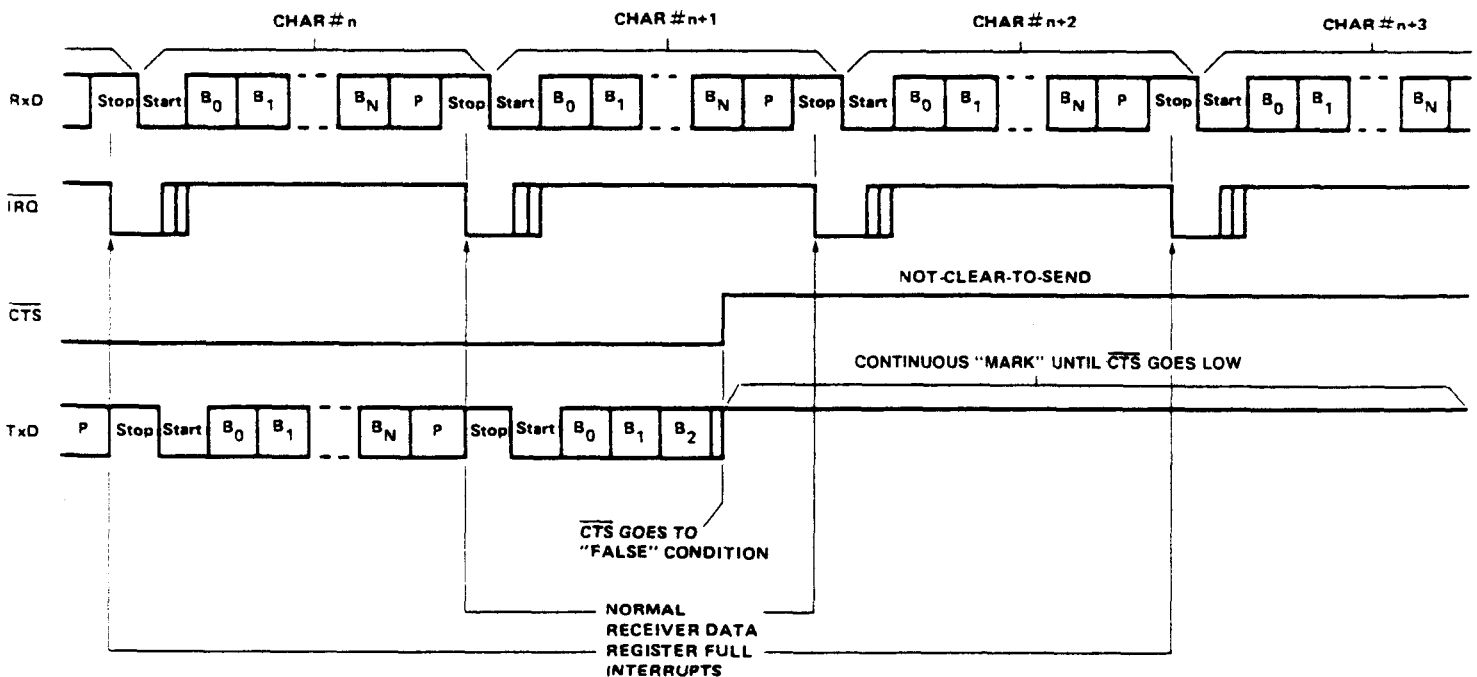 CHAR#n CHAR#n+1 CHAR#n+2 CHAR#n+3
RxD Stop Start B0 B1 BN P Stop Start B0 B1 BN P Stop Start B0 B1 BN P Stop Start B0 B1 BN
IRQ
NOT-CLEAR-TO-SEND
CTS
CONTINUOUS "MARK" UNTIL CTS GOES LOW
TxD P Stop Start B0 B1 BN P Stop Start B0 B1 B2
CTS GOES TO
"FALSE" CONDITION
NORMAL
RECEIVER DATA
REGISTER FULL
INTERRUPTS